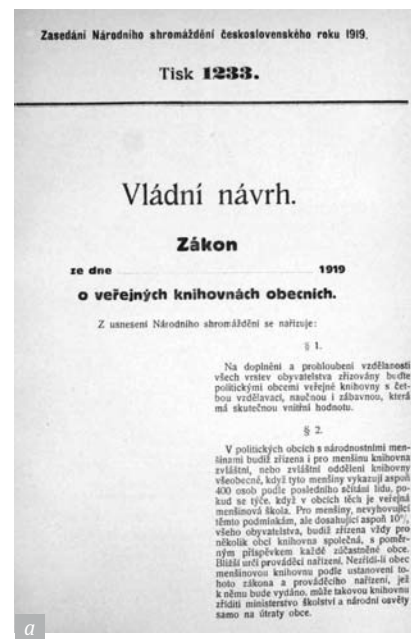 Zasedání Národního shromáždění československého roku 1919.
Tisk 1233.
Vládní návrh.
Zákon
ze dne 1919
o veřejných knihovnách obecních.
Z usnesení Národního shromáždění se nařizuje:
§ 1.
Na doplnění a prohloubení vzdělanosti
všech vrstev obyvatelstva zřizovány buďte
politickými obcemi veřejné knihovny s čet-
bou vzdělavací, naučnou i zábavnou, která
má skutečnou vnitřní hodnotu.
§ 2.
V politických obcích s národnostními men-
šinami budiž zřízena i pro menšinu knihovna
zvláštní, nebo zvláštní oddělení knihovny
všeobecné, když tyto menšiny vykazují aspoň
400 osob podle posledního sčítání lidu, po-
kud se týče, když v obcích těch je veřejná
menšinová škola. Pro menšiny, nevyhovující
těmto podmínkám, ale dosahující aspoň 10%
všeho obyvatelstva, budiž zřízena vždy pro
několik obcí knihovna společná, s poměr-
ným příspěvkem každé zúčastněné obce.
Bližší určí prováděcí nařízení. Nezřídí-li obec
menšinovou knihovnu podle ustanovení to-
hoto zákona a prováděcího nařízení, jež
k němu bude vydáno, může takovou knihovnu
zříditi ministerstvo školství a národní osvěty
samo na útraty obce.
a